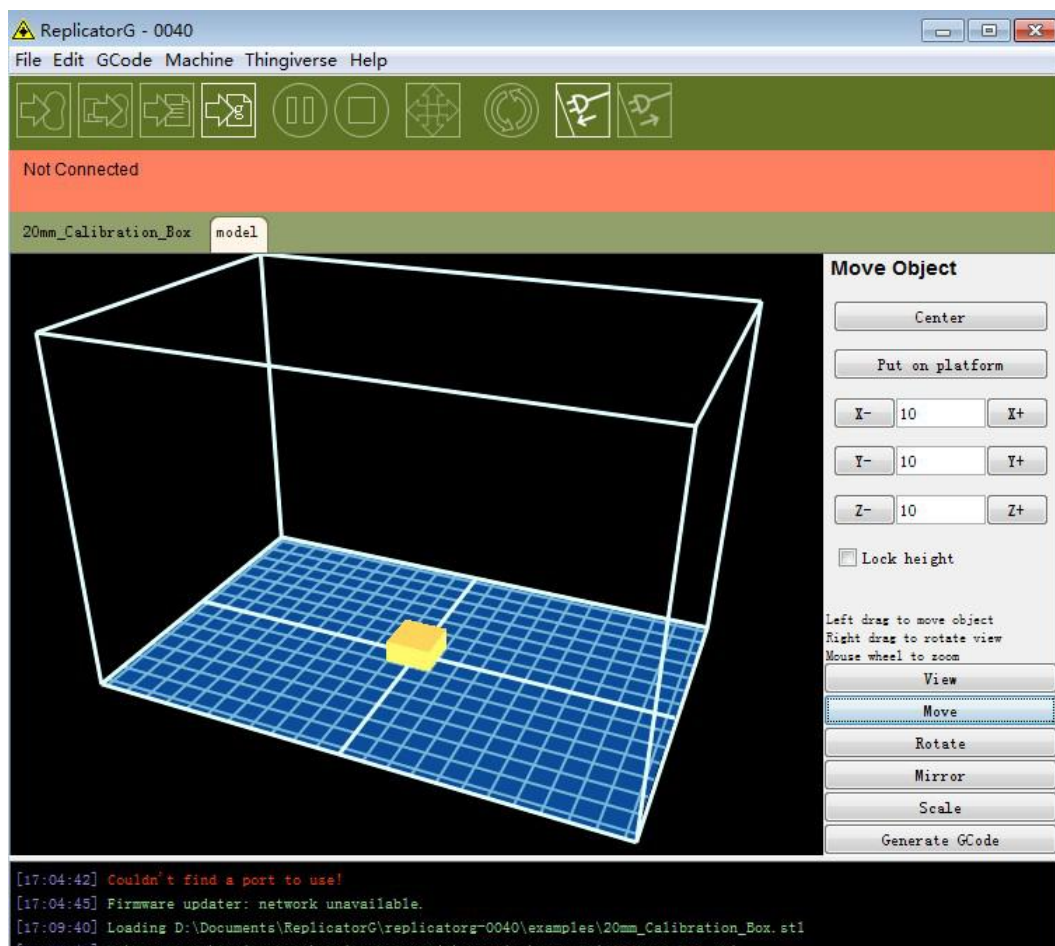 ReplicatorG - 0040
File Edit GCode Machine Thingiverse Help
g
Not Connected
20mm_Calibration_Box model
Move Object
Center
Put on platform
X- 10 X+
Y- 10 Y+
Z- 10 Z+
Lock height
Left drag to move object
Right drag to rotate view
Mouse wheel to zoom
View
Move
Rotate
Mirror
Scale
Generate GCode
[17:04:42] Couldn't find a port to use!
[17:04:45] Firmware updater: network unavailable.
[17:09:40] Loading D:\Documents\ReplicatorG\replicatorg-0040\examples\20mm_Calibration_Box.stl